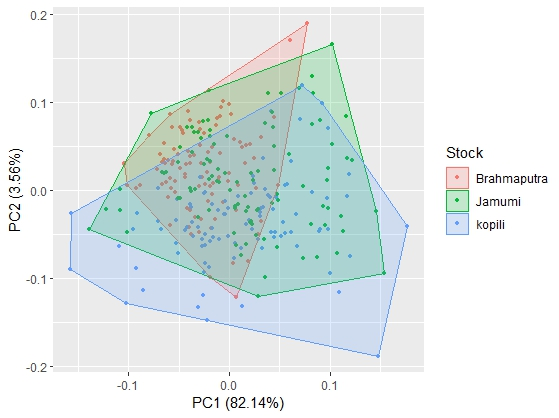 0.2
0.1
0.0
-0.1
-0.2
PC2 (3.56%)
-0.1 0.0 0.1
PC1 (82.14%)
Stock
Brahmaputra
Jamumi
kopili